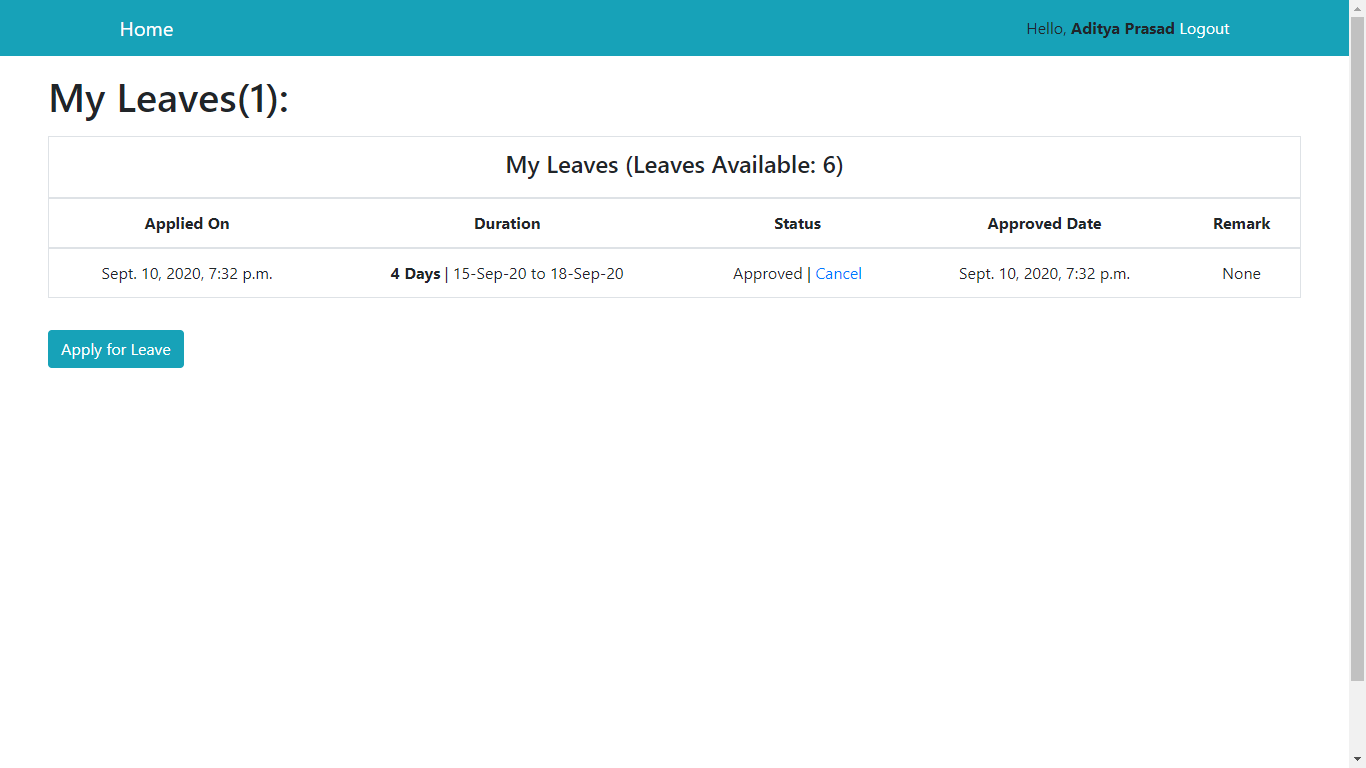 Home Hello, Aditya Prasad Logout
My Leaves(1):
My Leaves (Leaves Available: 6)
Applied On Duration Status Approved Date Remark
Sept. 10, 2020, 7:32 p.m. 4 Days | 15-Sep-20 to 18-Sep-20 Approved | Cancel Sept. 10, 2020, 7:32 p.m. None
Apply for Leave